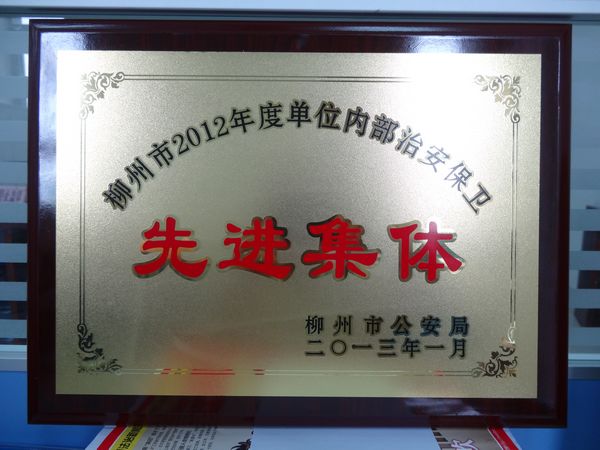 柳州市2012年度单位内部治安保卫
先进集体
柳州市公安局
二〇一三年一月